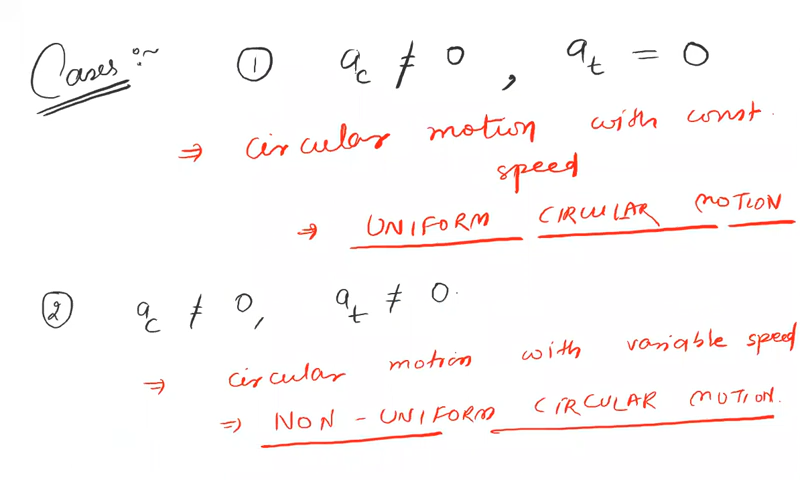 Cases :~ ① a_c ≠ 0 , a_t = 0
⇒ circular motion with const.
speed
⇒ UNIFORM CIRCULAR MOTION
② a_c ≠ 0, a_t ≠ 0.
⇒ circular motion with variable speed
⇒ NON - UNIFORM CIRCULAR MOTION.